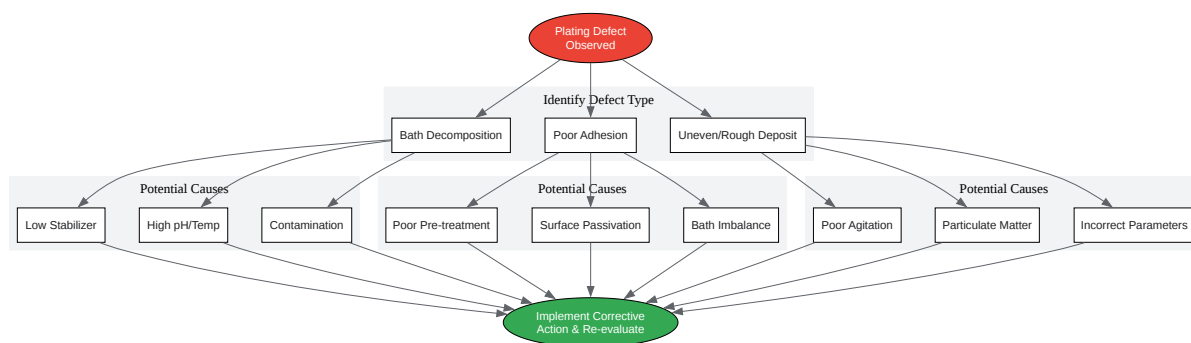 Plating Defect
Observed
Identify Defect Type
Bath Decomposition
Poor Adhesion
Uneven/Rough Deposit
Potential Causes
Potential Causes
Potential Causes
Low Stabilizer
High pH/Temp
Contamination
Poor Pre-treatment
Surface Passivation
Bath Imbalance
Poor Agitation
Particulate Matter
Incorrect Parameters
Implement Corrective
Action & Re-evaluate